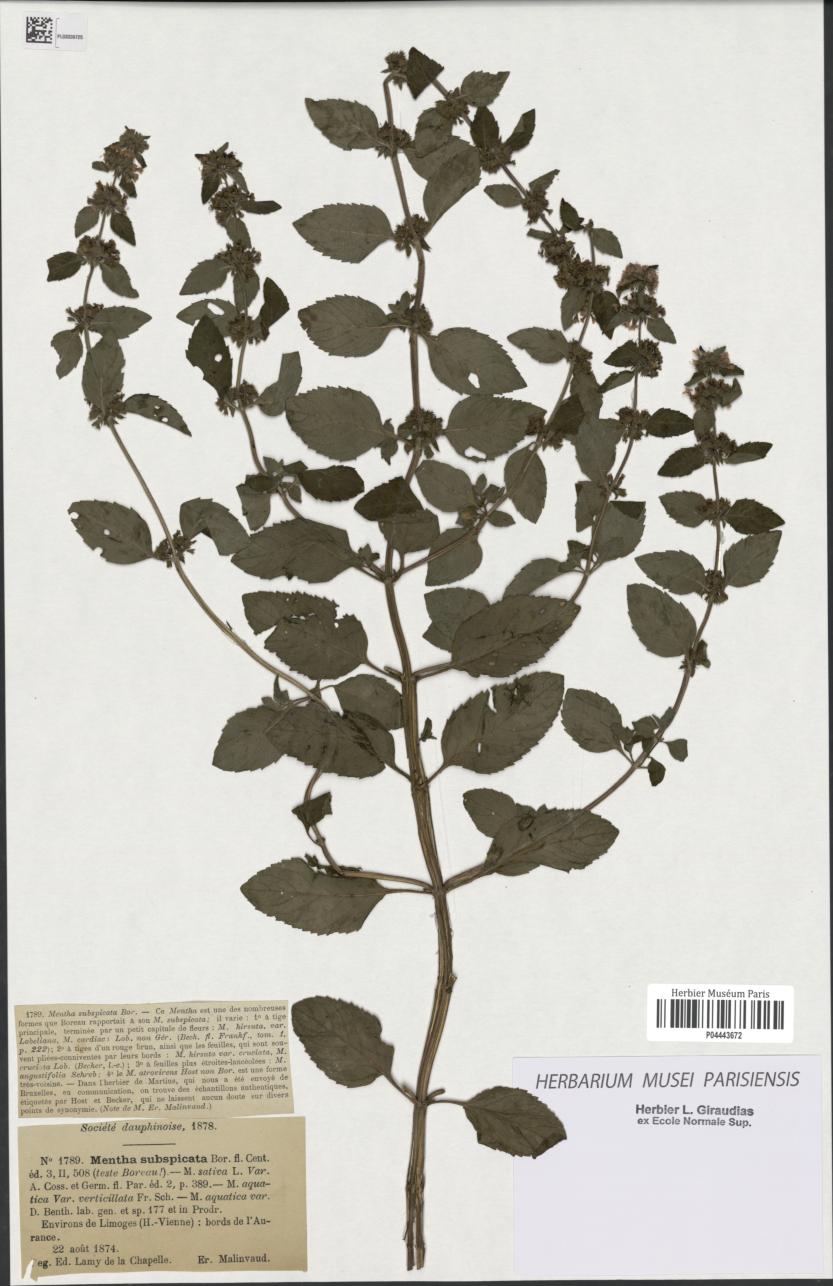 PL00308705
Herbier Muséum Paris
P04443672
HERBARIUM MUSEI PARISIENSIS
Herbier L. Giraudias
ex Ecole Normale Sup.
1789. Mentha subspicata Bor. — Ce Mentha est une des nombreuses
formes que Boreau rapportait à son M. subspicata; il varie : 1º à tige
principale, terminée par un petit capitule de fleurs : M. hirsuta, var.
Lobeliana, M. cardiac: Lob. non Gér. (Bech. fl. Frankf., tom. 1,
p. 222); 2º à tiges d'un rouge brun, ainsi que les feuilles, qui sont sou-
vent pliées-conniventes par leurs bords : M. hirsuta var. cruciata, M.
cruciata Lob. (Becker, l.-c.) ; 3º à feuilles plus étroites-lancéolées : M.
angustifolia Schreb; 4º le M. atrovirens Host non Bor. est une forme
très-voisine. — Dans l'herbier de Martius, qui nous a été envoyé de
Bruxelles, en communication, on trouve des échantillons authentiques,
étiquetés par Host et Becker, qui ne laissent aucun doute sur divers
points de synonymie. (Note de M. Er. Malinvaud.)
Société dauphinoise, 1878.
Nº 1789. Mentha subspicata Bor. fl. Cent.
éd. 3, II, 508 (teste Boreau!). — M. sativa L. Var.
A. Coss. et Germ. fl. Par. éd. 2, p. 389. — M. aqua-
tica Var. verticillata Fr. Sch. — M. aquatica var.
D. Benth. lab. gen. et sp. 177 et in Prodr.
Environs de Limoges (H.-Vienne) : bords de l'Au-
rance.
22 août 1874.
Leg. Ed. Lamy de la Chapelle. Er. Malinvaud.